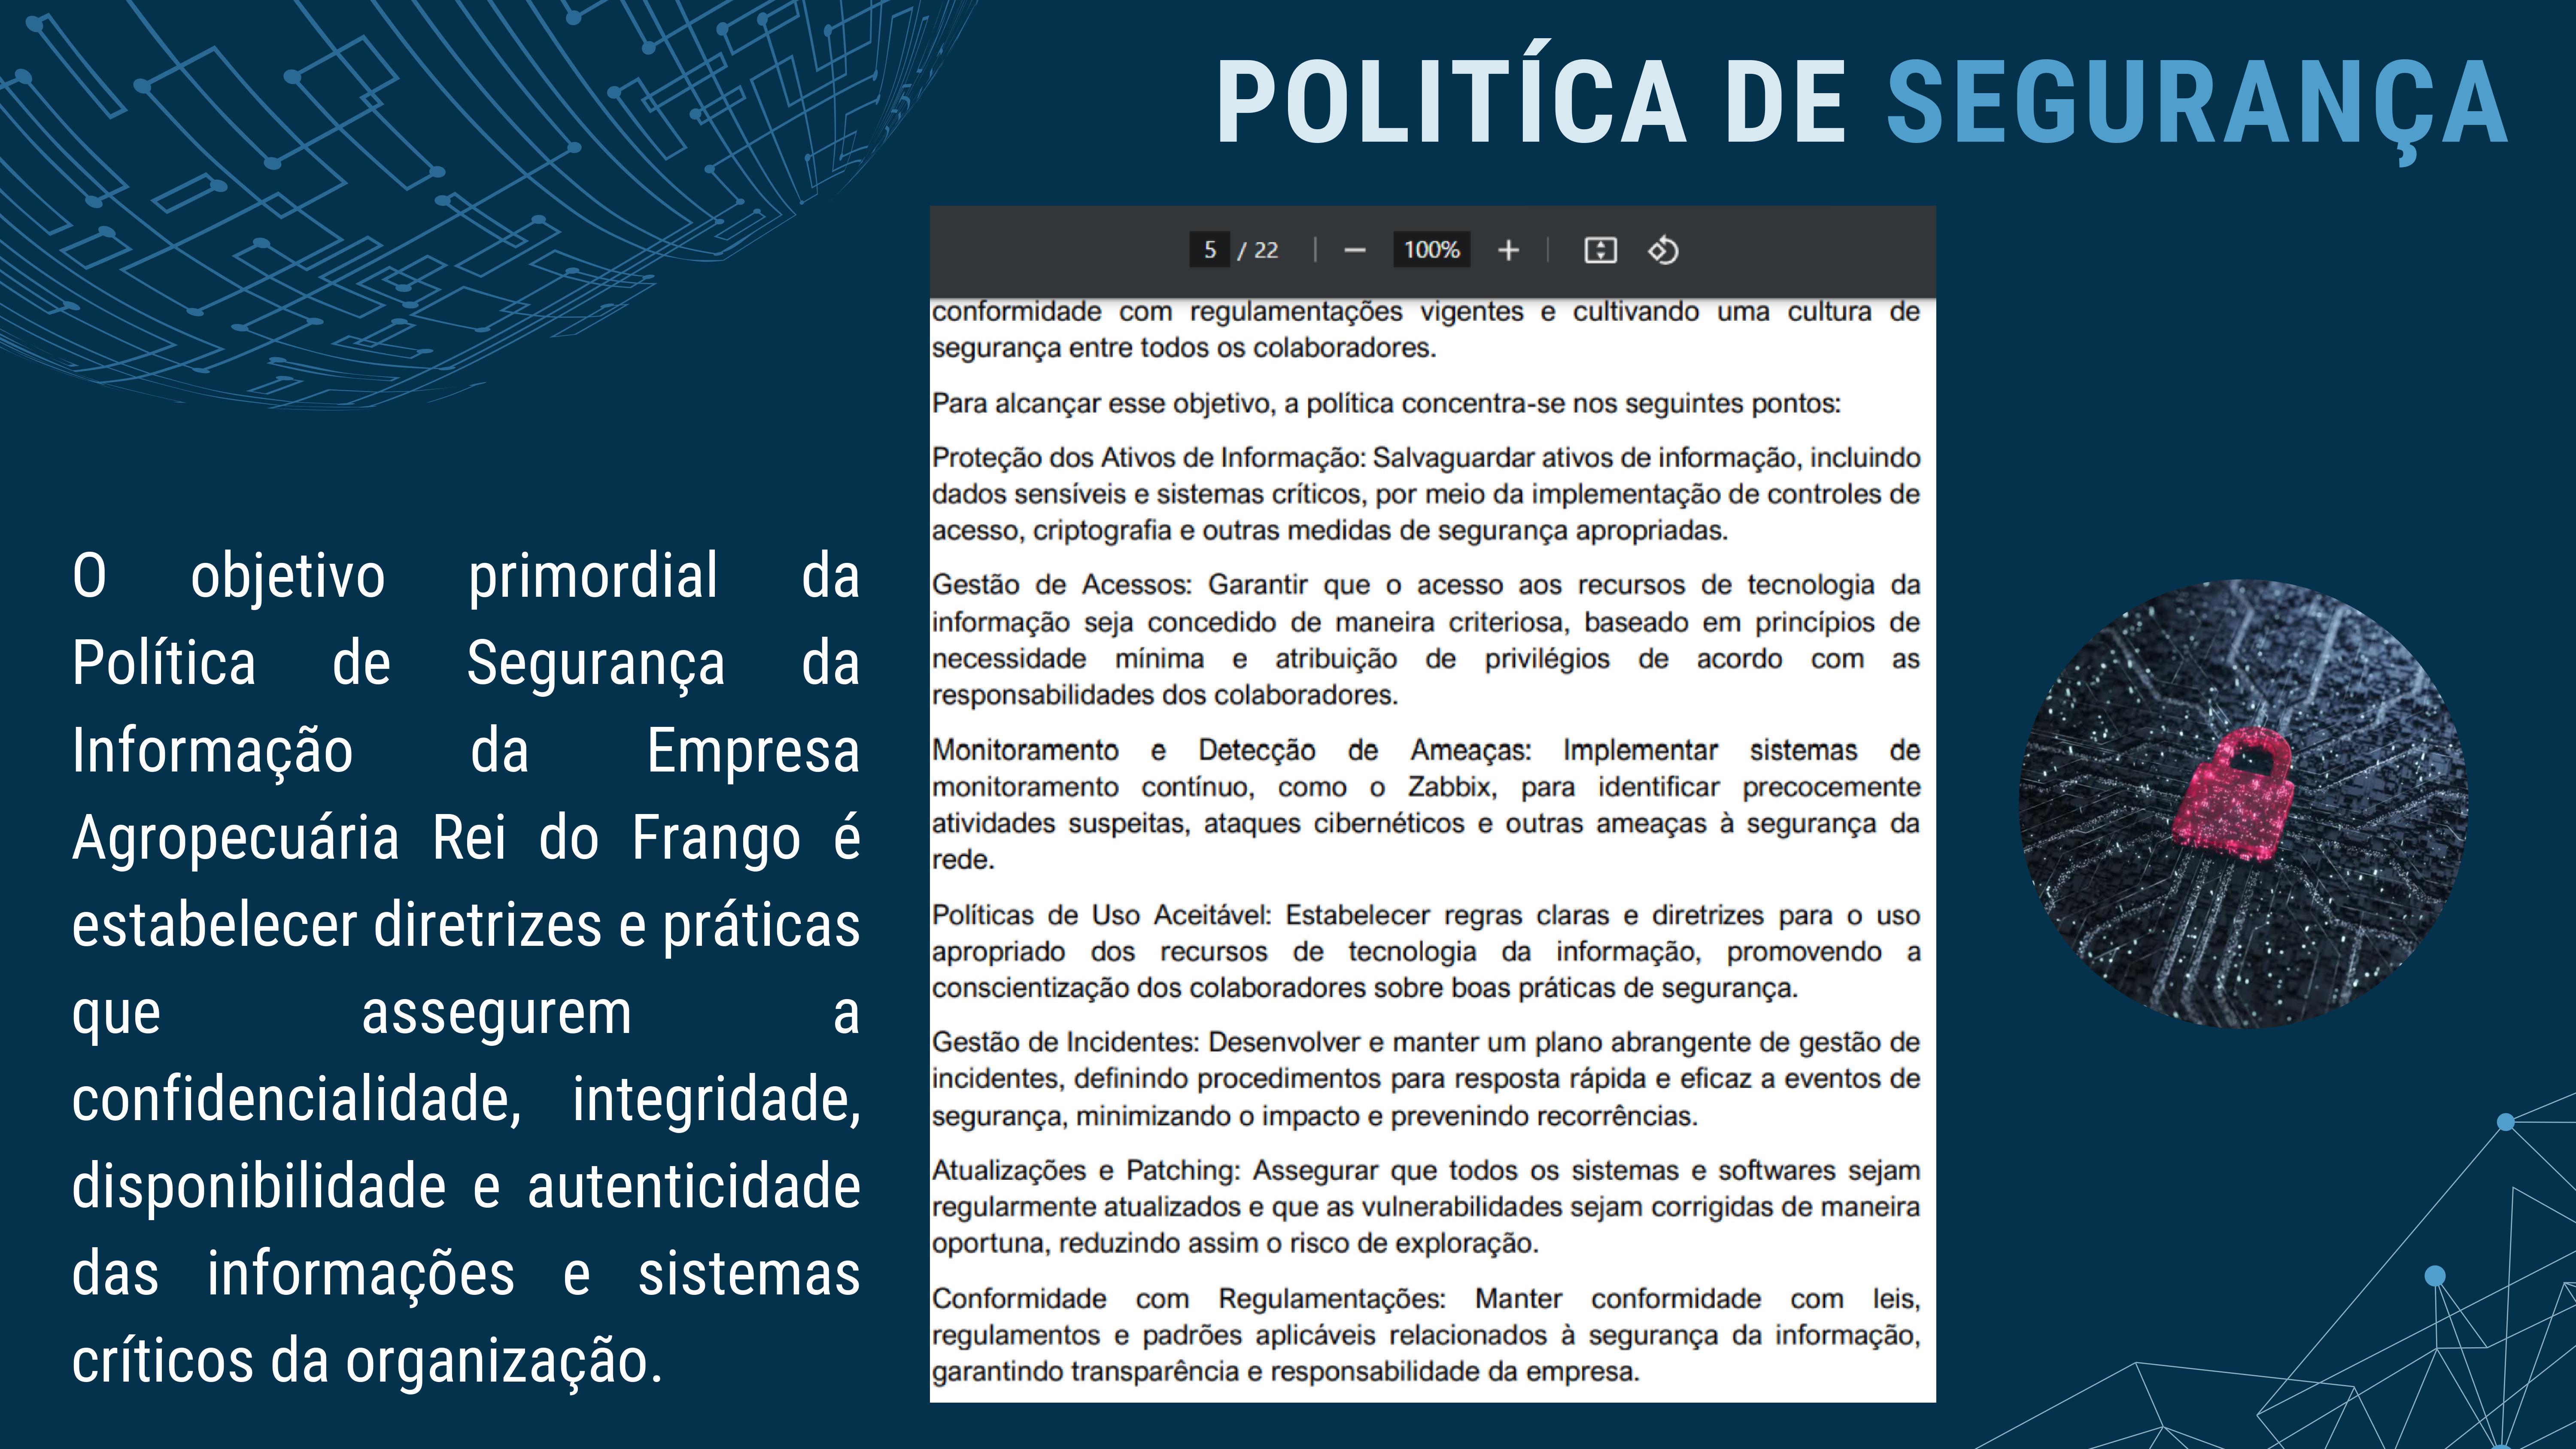 POLITÍCA DE SEGURANÇA
O objetivo primordial da
Política de Segurança da
Informação da Empresa
Agropecuária Rei do Frango é
estabelecer diretrizes e práticas
que assegurem a
confidencialidade, integridade,
disponibilidade e autenticidade
das informações e sistemas
críticos da organização.
5 / 22 100%
conformidade com regulamentações vigentes e cultivando uma cultura de
segurança entre todos os colaboradores.
Para alcançar esse objetivo, a política concentra-se nos seguintes pontos:
Proteção dos Ativos de Informação: Salvaguardar ativos de informação, incluindo
dados sensíveis e sistemas críticos, por meio da implementação de controles de
acesso, criptografia e outras medidas de segurança apropriadas.
Gestão de Acessos: Garantir que o acesso aos recursos de tecnologia da
informação seja concedido de maneira criteriosa, baseado em princípios de
necessidade mínima e atribuição de privilégios de acordo com as
responsabilidades dos colaboradores.
Monitoramento e Detecção de Ameaças: Implementar sistemas de
monitoramento contínuo, como o Zabbix, para identificar precocemente
atividades suspeitas, ataques cibernéticos e outras ameaças à segurança da
rede.
Políticas de Uso Aceitável: Estabelecer regras claras e diretrizes para o uso
apropriado dos recursos de tecnologia da informação, promovendo a
conscientização dos colaboradores sobre boas práticas de segurança.
Gestão de Incidentes: Desenvolver e manter um plano abrangente de gestão de
incidentes, definindo procedimentos para resposta rápida e eficaz a eventos de
segurança, minimizando o impacto e prevenindo recorrências.
Atualizações e Patching: Assegurar que todos os sistemas e softwares sejam
regularmente atualizados e que as vulnerabilidades sejam corrigidas de maneira
oportuna, reduzindo assim o risco de exploração.
Conformidade com Regulamentações: Manter conformidade com leis,
regulamentos e padrões aplicáveis relacionados à segurança da informação,
garantindo transparência e responsabilidade da empresa.